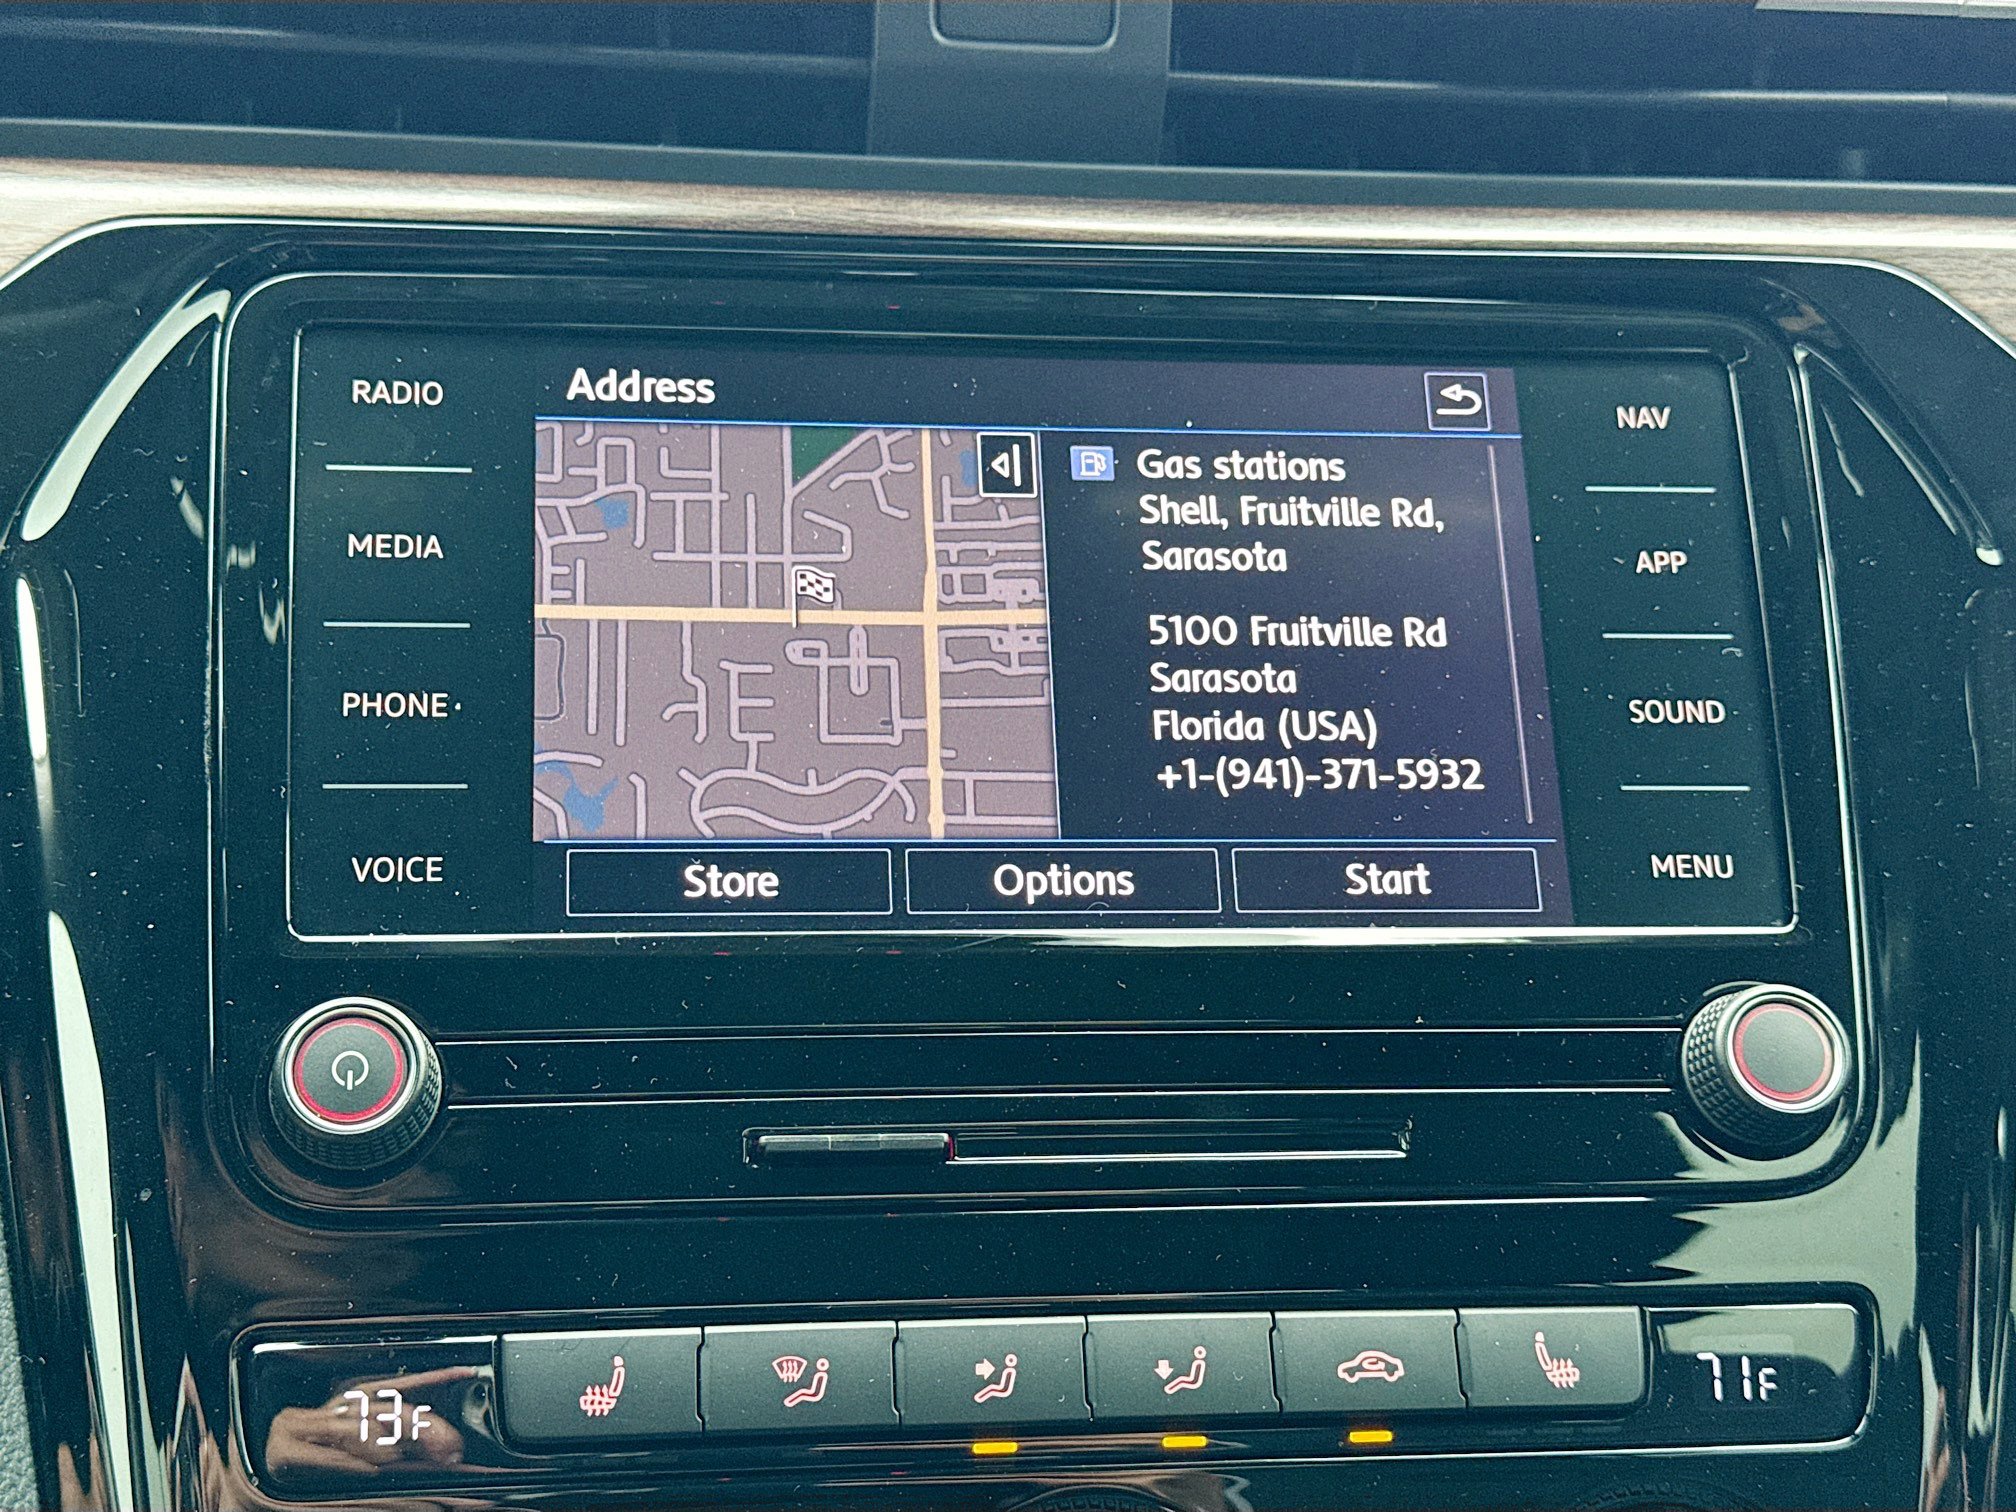 RADIO
MEDIA
PHONE
VOICE
Address
Gas stations
Shell, Fruitville Rd,
Sarasota
5100 Fruitville Rd
Sarasota
Florida (USA)
+1-(941)-371-5932
Store
Options
Start
NAV
APP
SOUND
MENU
73F
71F